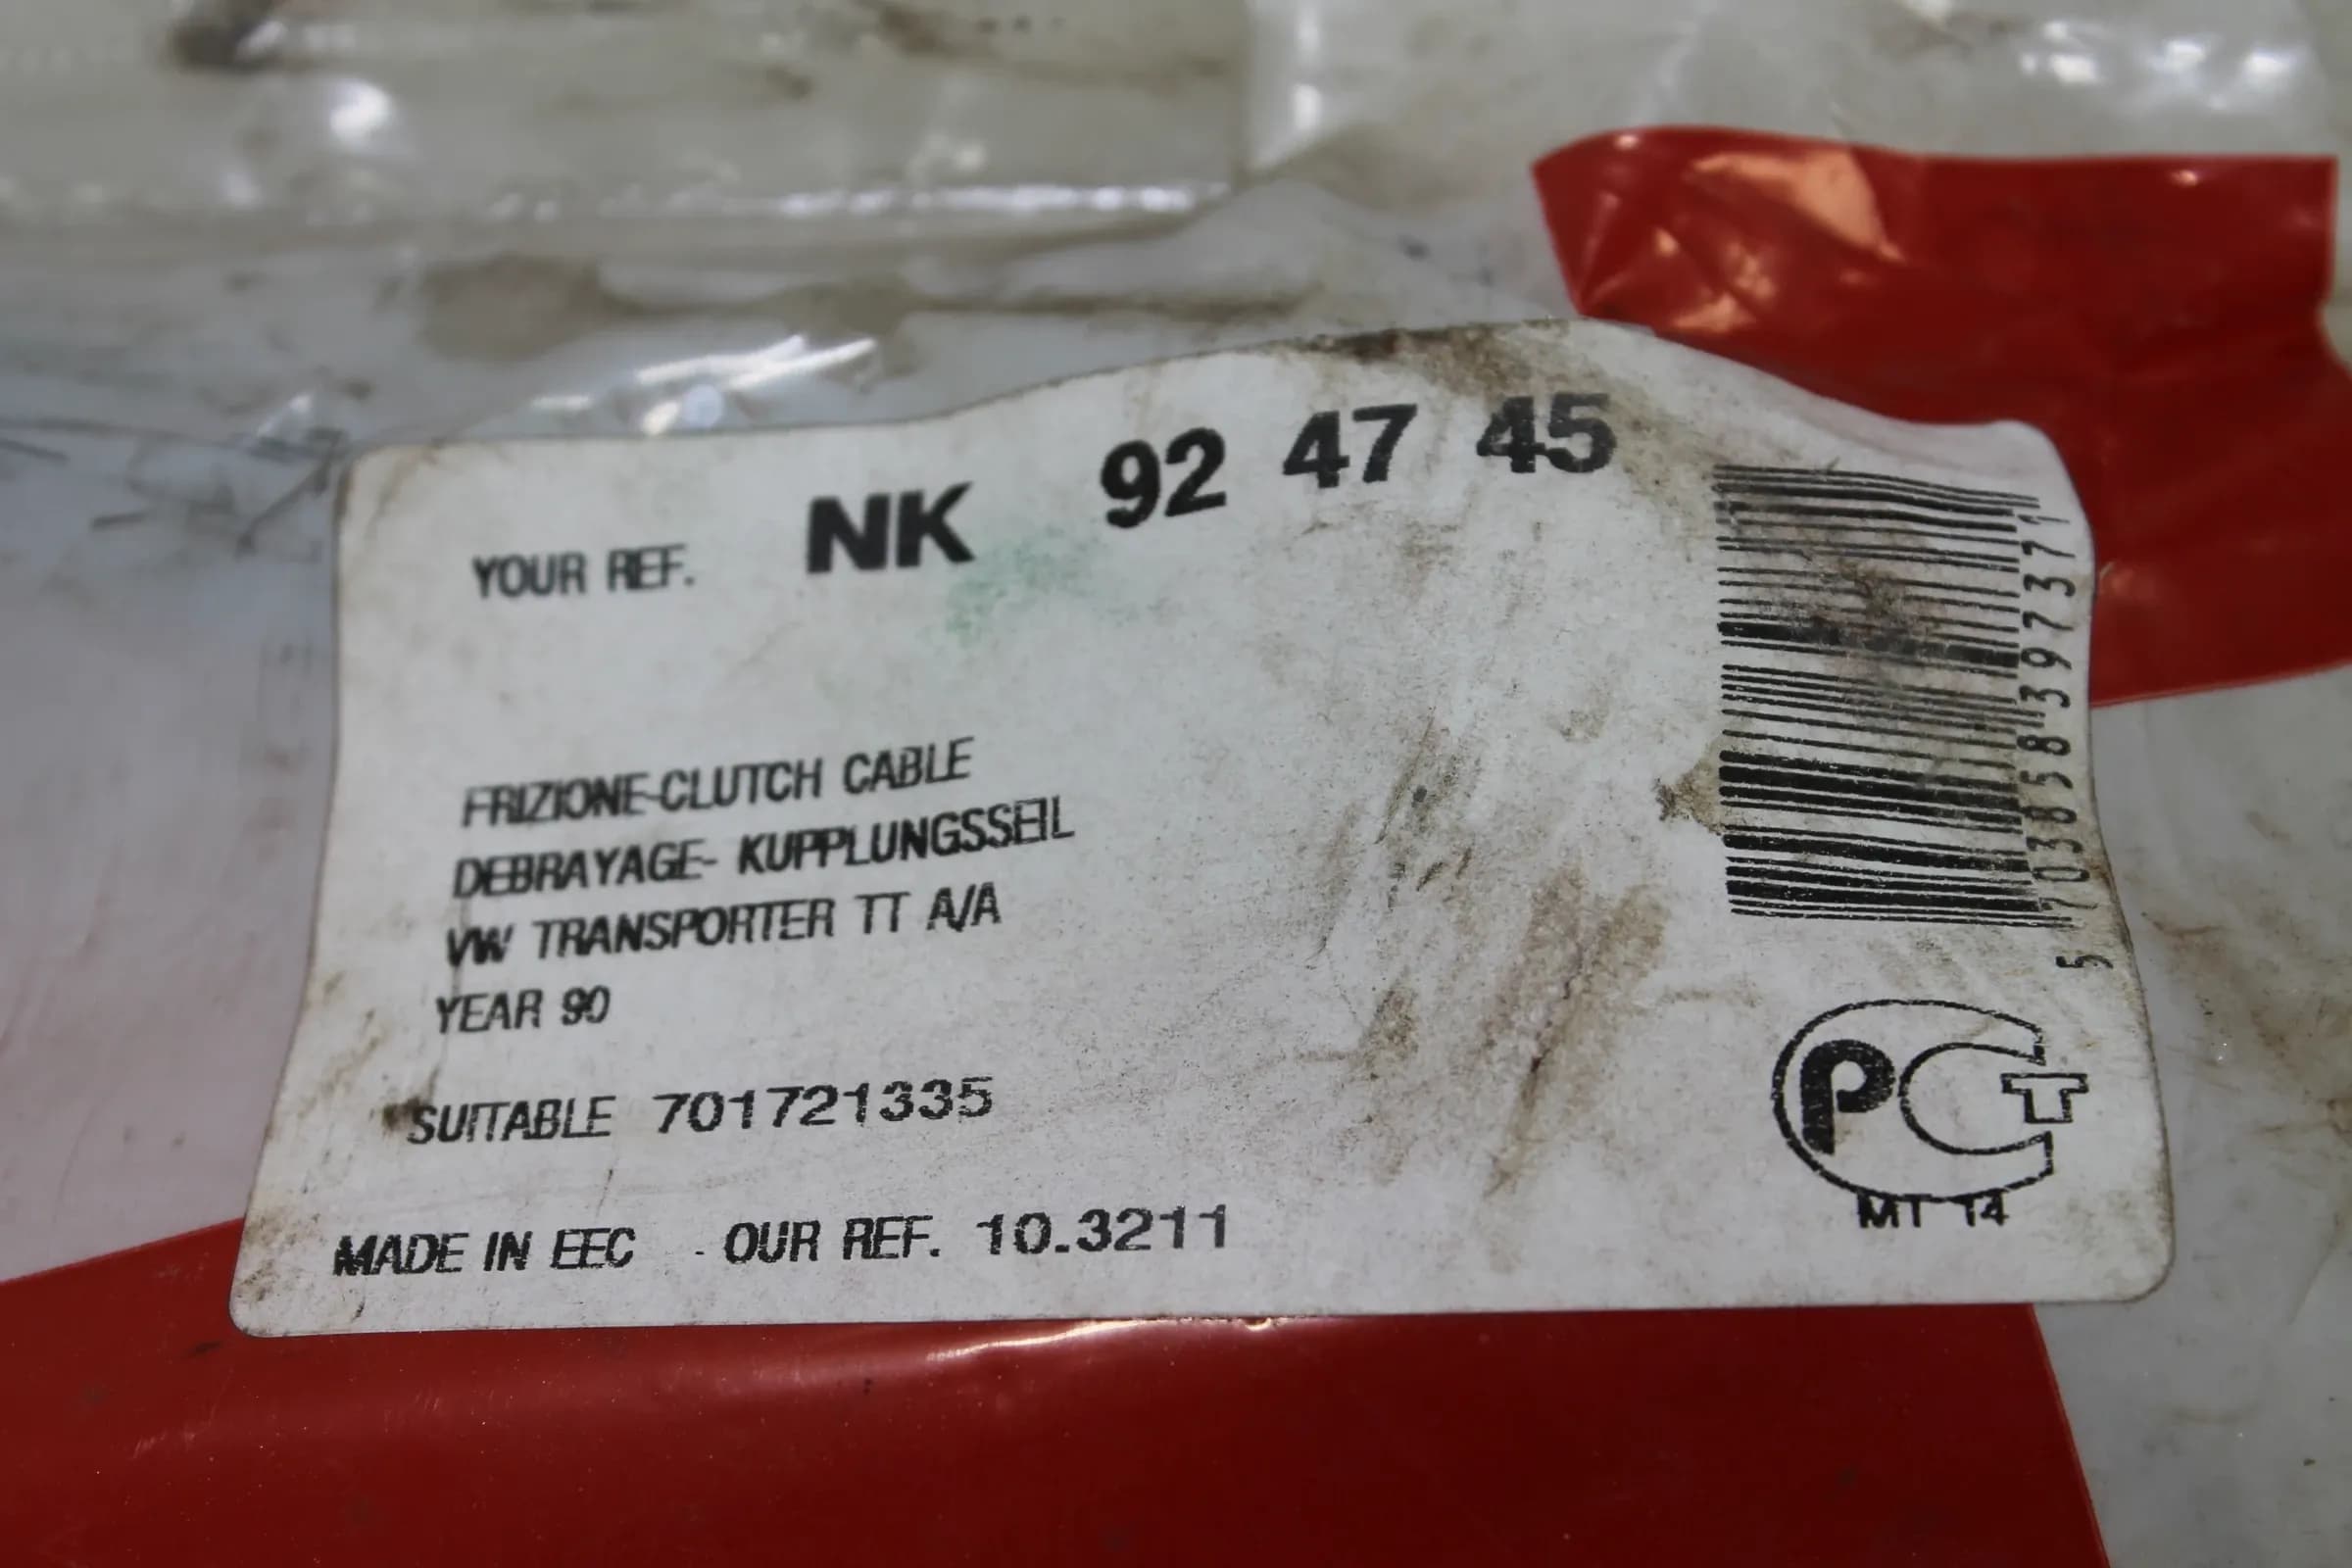 YOUR REF. NK 92 47 45
FRIZIONE-CLUTCH CABLE
DEBRAYAGE- KUPPLUNGSSEIL
VW TRANSPORTER TT A/A
YEAR 90
SUITABLE 701721335
MADE IN EEC - OUR REF. 10.3211
5703858397371
PCT
MT 14